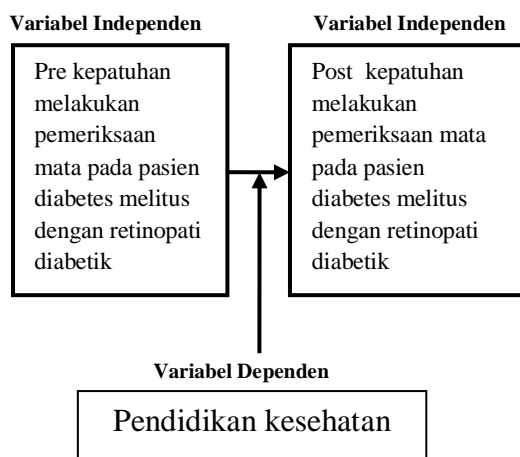 Variabel Independen
Pre kepatuhan
melakukan
pemeriksaan
mata pada pasien
diabetes melitus
dengan retinopati
diabetik
Variabel Independen
Post kepatuhan
melakukan
pemeriksaan mata
pada pasien
diabetes melitus
dengan retinopati
diabetik
Variabel Dependen
Pendidikan kesehatan